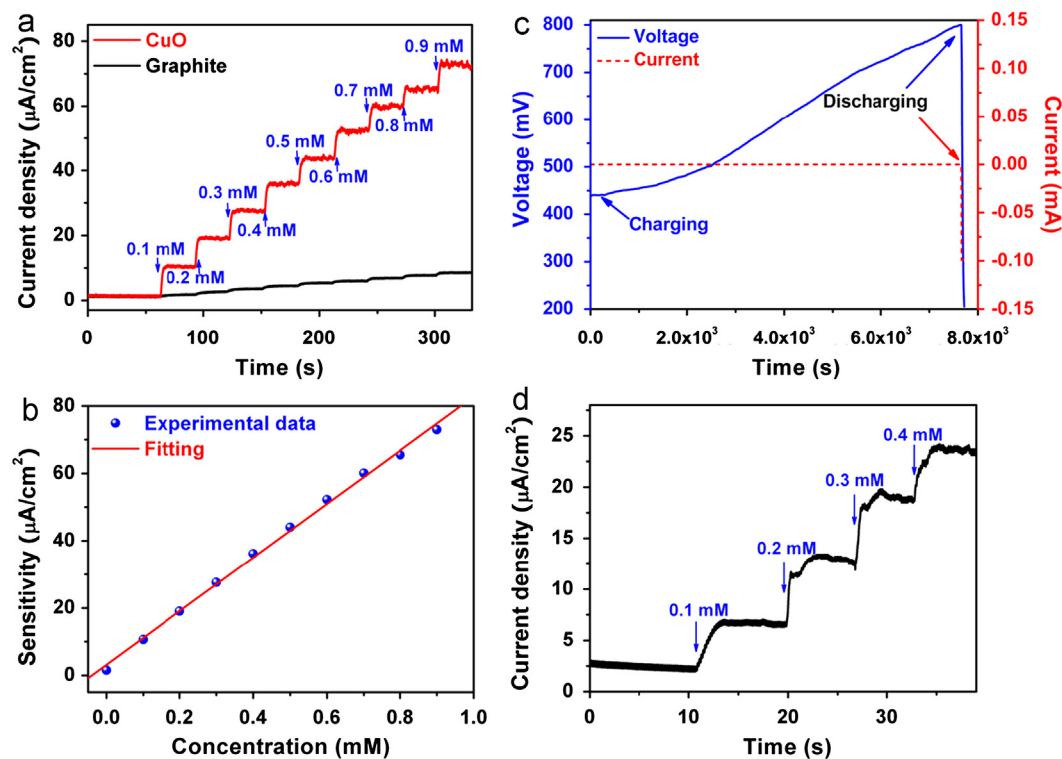 a
CuO
Graphite
0.1 mM
0.2 mM
0.3 mM
0.4 mM
0.5 mM
0.6 mM
0.7 mM
0.8 mM
0.9 mM
80
60
40
20
0
0 100 200 300
Current density (μA/cm²)
Time (s)
c
Voltage
Current
Discharging
Charging
800
700
600
500
400
300
200
Voltage (mV)
0.15
0.10
0.05
0.00
-0.05
-0.10
-0.15
Current (mA)
0.0 2.0x10³ 4.0x10³ 6.0x10³ 8.0x10³
Time (s)
b
Experimental data
Fitting
80
60
40
20
0
Sensitivity (μA/cm²)
0.0 0.2 0.4 0.6 0.8 1.0
Concentration (mM)
d
0.1 mM
0.2 mM
0.3 mM
0.4 mM
25
20
15
10
5
0
Current density (μA/cm²)
0 10 20 30
Time (s)